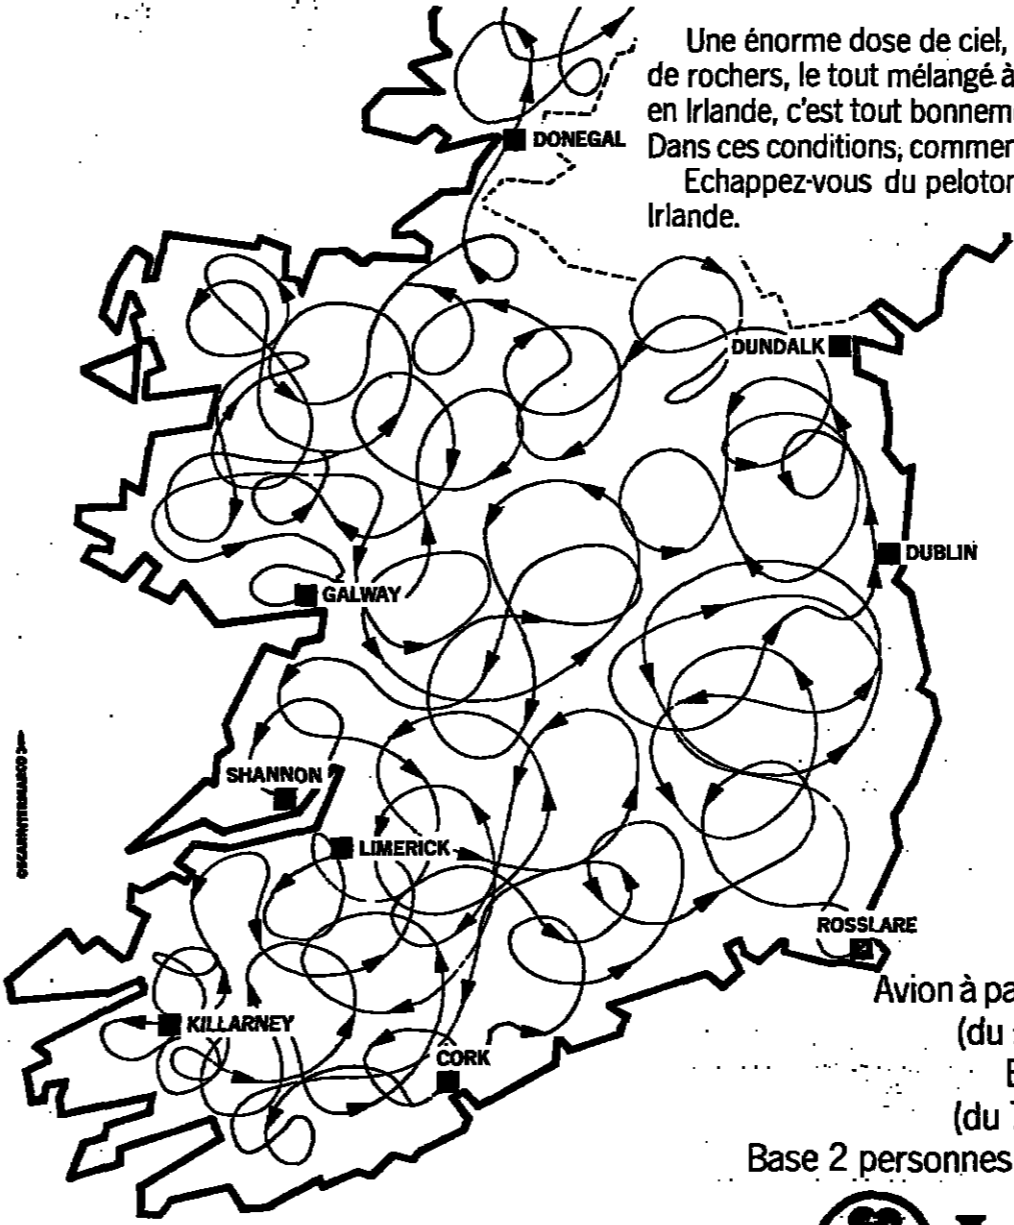 Une énorme dose de ciel,
de rochers, le tout mélangé à
en Irlande, c'est tout bonnem
Dans ces conditions, commen
Echappez-vous du peloton
Irlande.
DONEGAL
DUNDALK
DUBLIN
GALWAY
SHANNON
LIMERICK
ROSSLARE
KILLARNEY
CORK
Avion à pa
(du
(du 7
Base 2 personnes